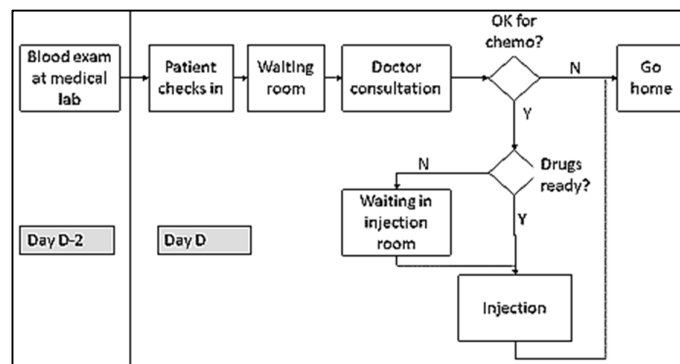 OK for
chemo?
Blood exam
at medical
lab
Patient
checks in
Waiting
room
Doctor
consultation
N
Go
home
Y
Drugs
ready?
N
Waiting in
injection
room
Y
Day D-2
Day D
Injection